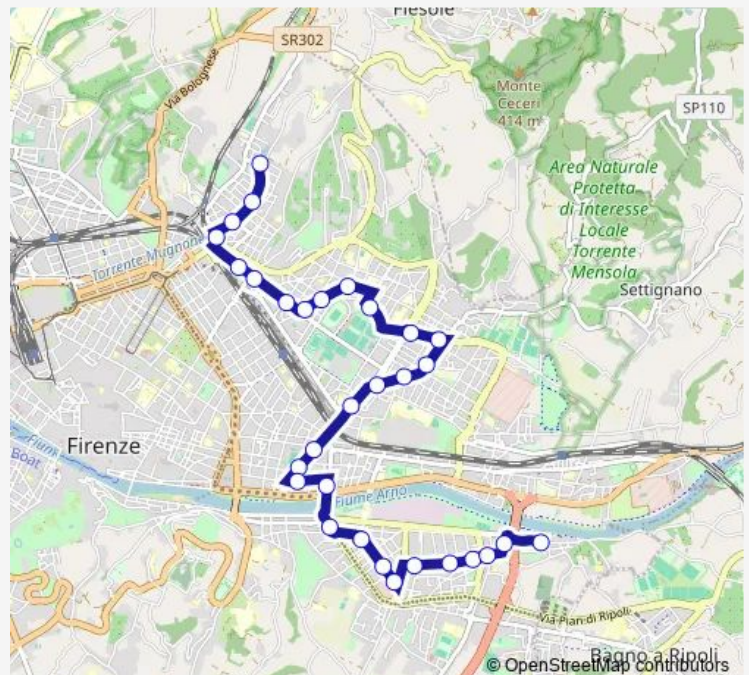 Fiesole
SR302
Via Bolognese
Monte
Ceceri
414 m
SP110
Area Naturale
Protetta
di Interesse
Locale
Torrente
Mensola
Torrente Mugnone
Settignano
Firenze
Fium
Boat
Fiume Arno
Via Pian di Ripoli
Bagno a Ripoli
© OpenStreetMap contributors